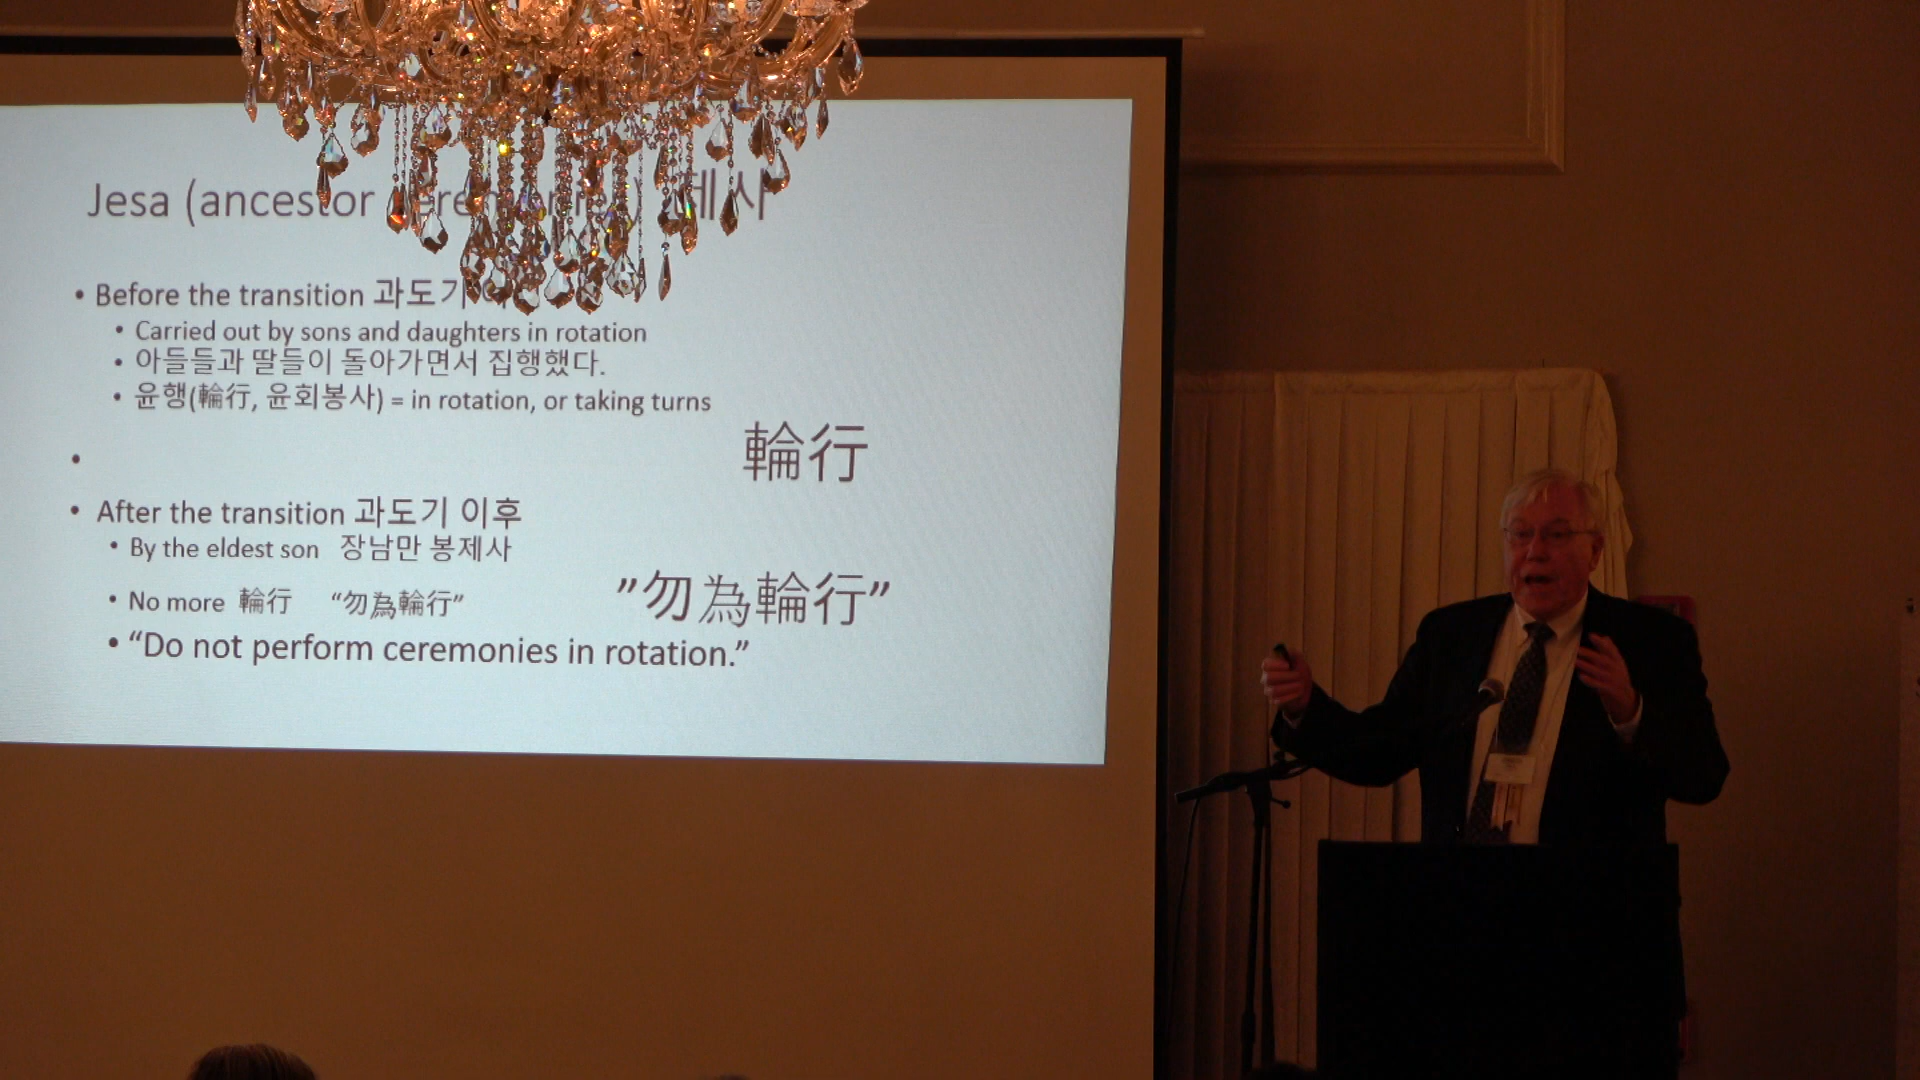 Jesa (ancestor 제사
• Before the transition 과도기
• Carried out by sons and daughters in rotation
• 아들들과 딸들이 돌아가면서 집행했다.
• 윤행(輪行, 윤회봉사) = in rotation, or taking turns
輪行
•
• After the transition 과도기 이후
• By the eldest son 장남만 봉제사
• No more 輪行 “勿為輪行”
”勿為輪行”
• “Do not perform ceremonies in rotation.”